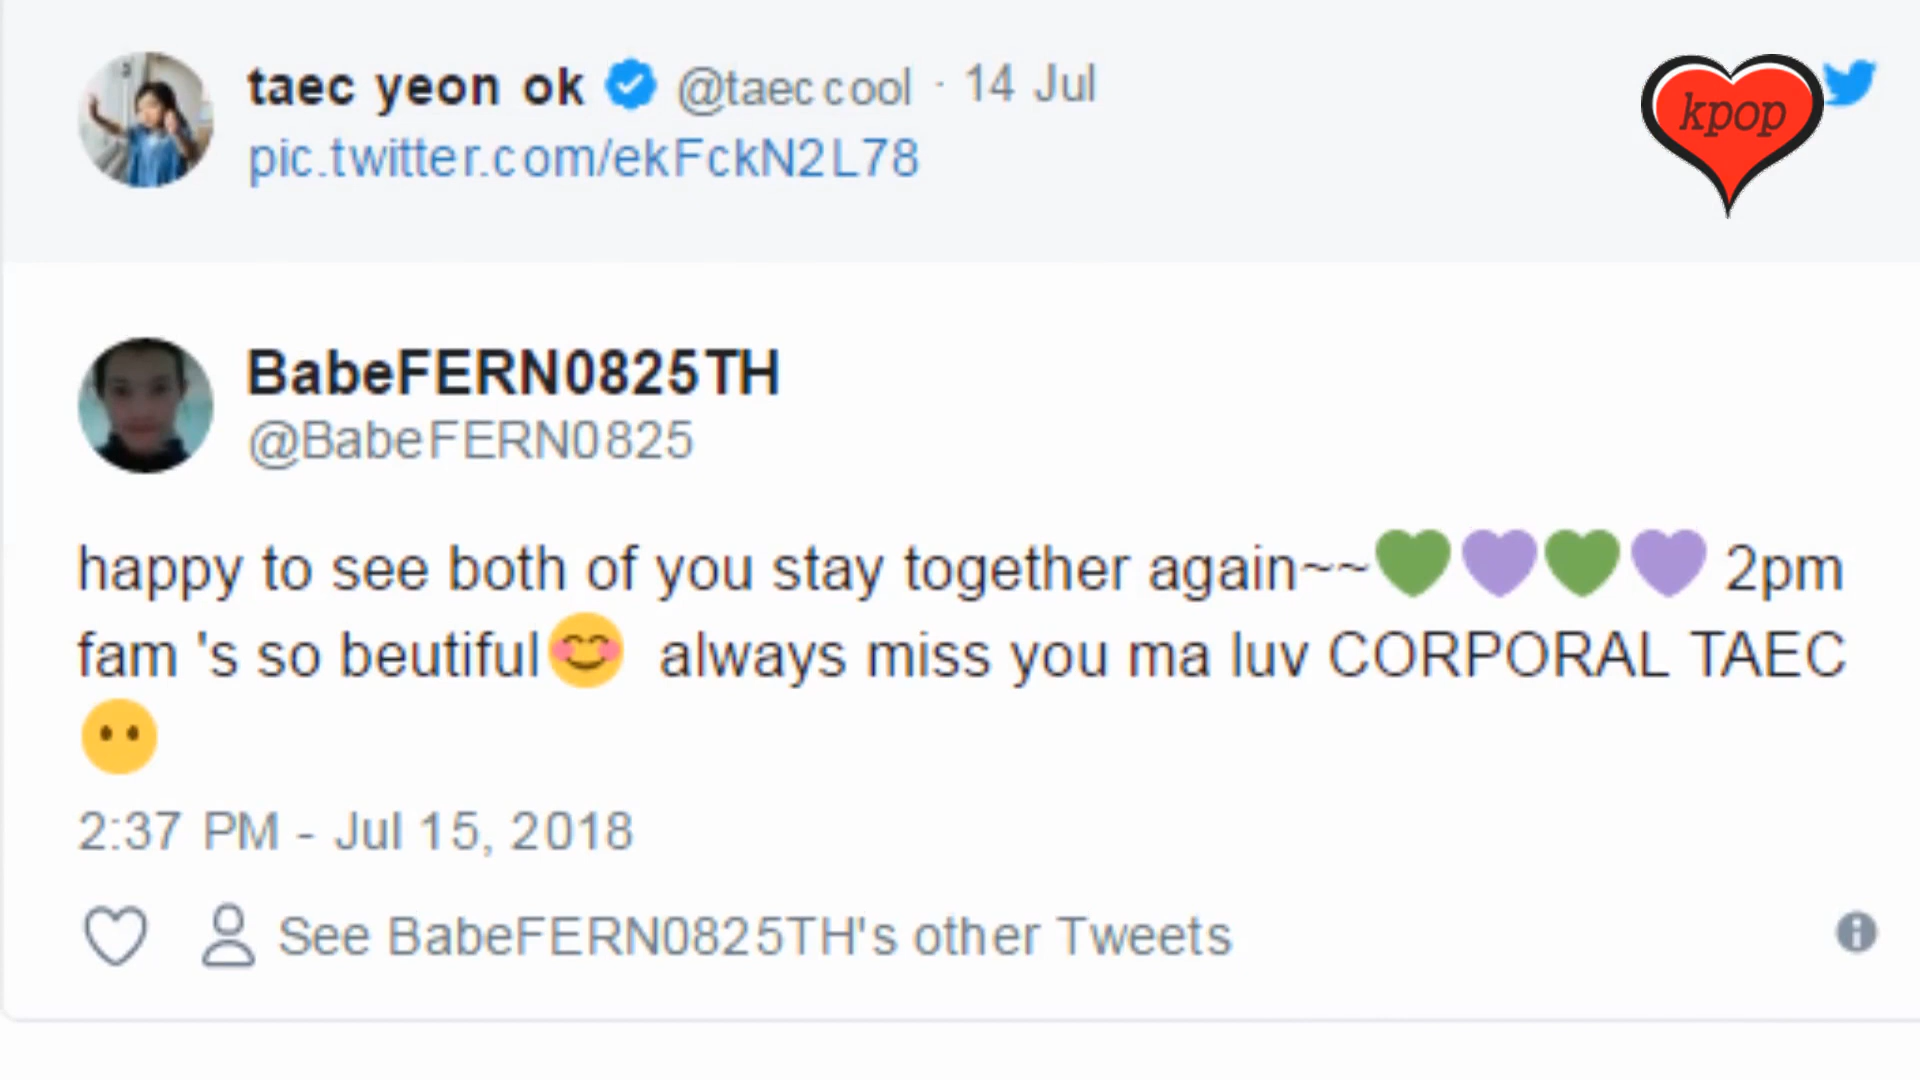 taec yeon ok @taeccool · 14 Jul
pic.twitter.com/ekFckN2L78
kpop
BabeFERN0825TH
@BabeFERN0825
happy to see both of you stay together again~~💚💜💚💜 2pm
fam 's so beutiful😊 always miss you ma luv CORPORAL TAEC
😶
2:37 PM - Jul 15, 2018
See BabeFERN0825TH's other Tweets